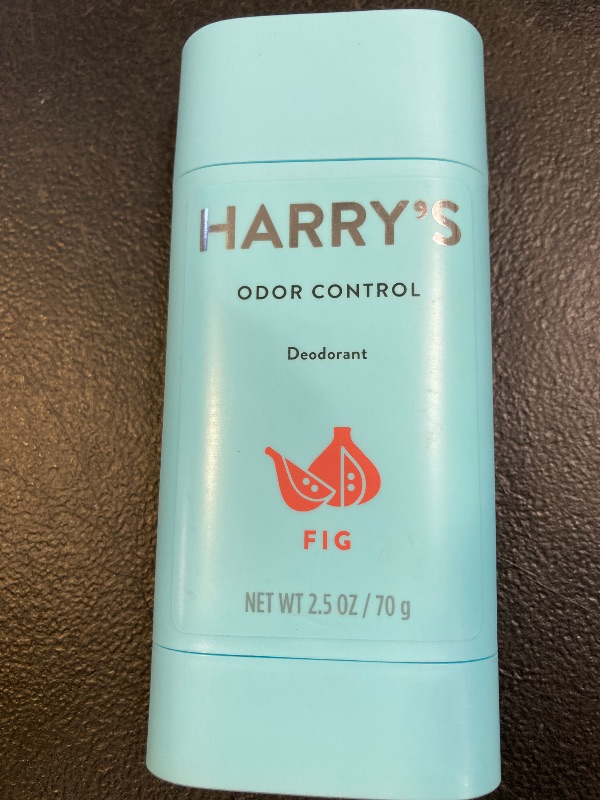 HARRY'S
ODOR CONTROL
Deodorant
FIG
NET WT 2.5 OZ / 70 g